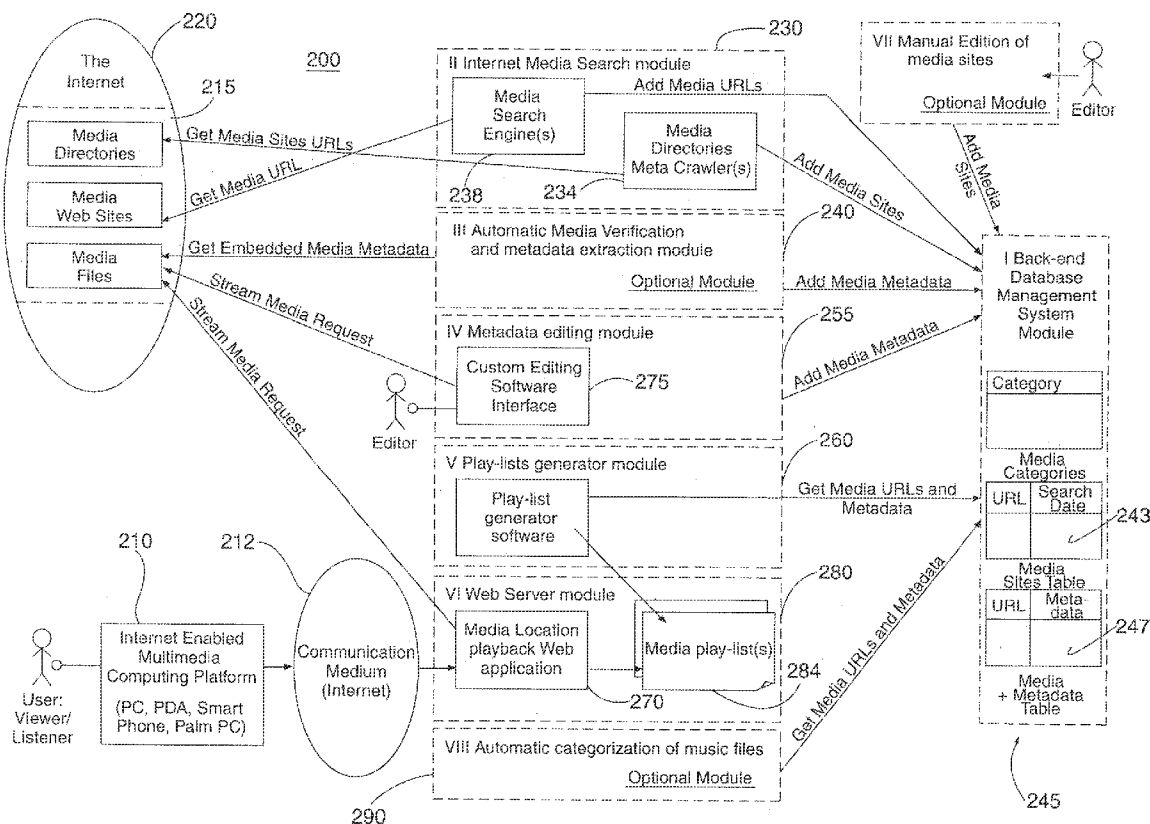 220
The
Internet
200
215
Media
Directories
Media
Web Sites
Media
Files
Get Media Sites URLs
Get Media URL
Get Embedded Media Metadata
Stream Media Request
Stream Media Request
230
II Internet Media Search module
Media
Search
Engine(s)
Add Media URLs
Media
Directories
Meta Crawler(s)
238
234
Add Media Sites
VII Manual Edition of
media sites
Optional Module
Editor
Add Media
Sites
240
III Automatic Media Verification
and metadata extraction module
Optional Module
Add Media Metadata
255
IV Metadata editing module
Custom Editing
Software
Interface
275
Editor
Add Media Metadata
260
V Play-lists generator module
Play-list
generator
software
Get Media URLs and
Metadata
280
VI Web Server module
Media Location
playback Web
application
270
Media play-list(s)
284
Get Media URLs and Metadata
VIII Automatic categorization of music files
Optional Module
290
210
212
Internet Enabled
Multimedia
Computing Platform
(PC, PDA, Smart
Phone, Palm PC)
User:
Viewer/
Listener
Communication
Medium
(Internet)
I Back-end
Database
Management
System
Module
Category
Media
Categories
URL
Search
Date
243
Media
Sites Table
URL
Meta-
data
247
Media
+ Metadata
Table
245